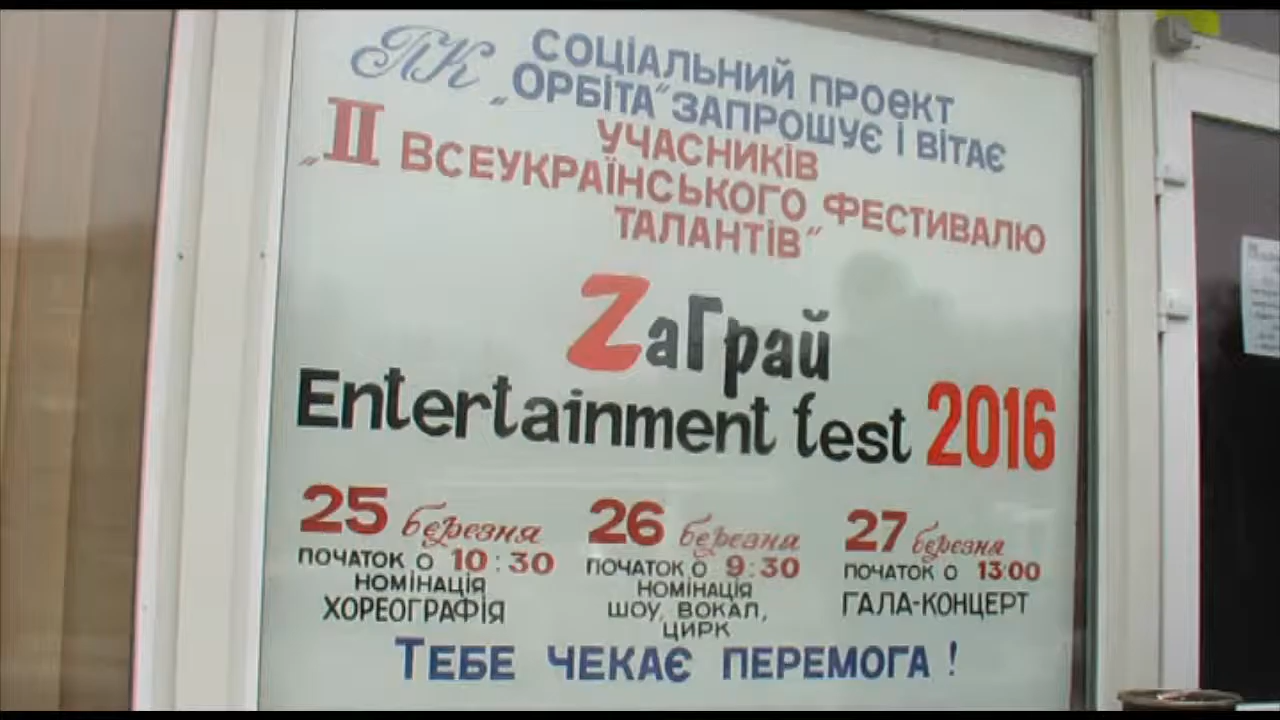 ПК СОЦІАЛЬНИЙ ПРОЕКТ
„ОРБІТА“ ЗАПРОШУЄ І ВІТАЄ
УЧАСНИКІВ
„II ВСЕУКРАЇНСЬКОГО ФЕСТИВАЛЮ
ТАЛАНТІВ“
Zаграй
Entertainment fest 2016
25 березня
ПОЧАТОК О 10:30
НОМІНАЦІЯ
ХОРЕОГРАФІЯ
26 березня
ПОЧАТОК О 9:30
НОМІНАЦІЯ
ШОУ, ВОКАЛ,
ЦИРК
27 березня
ПОЧАТОК О 13:00
ГАЛА-КОНЦЕРТ
ТЕБЕ ЧЕКАЄ ПЕРЕМОГА !